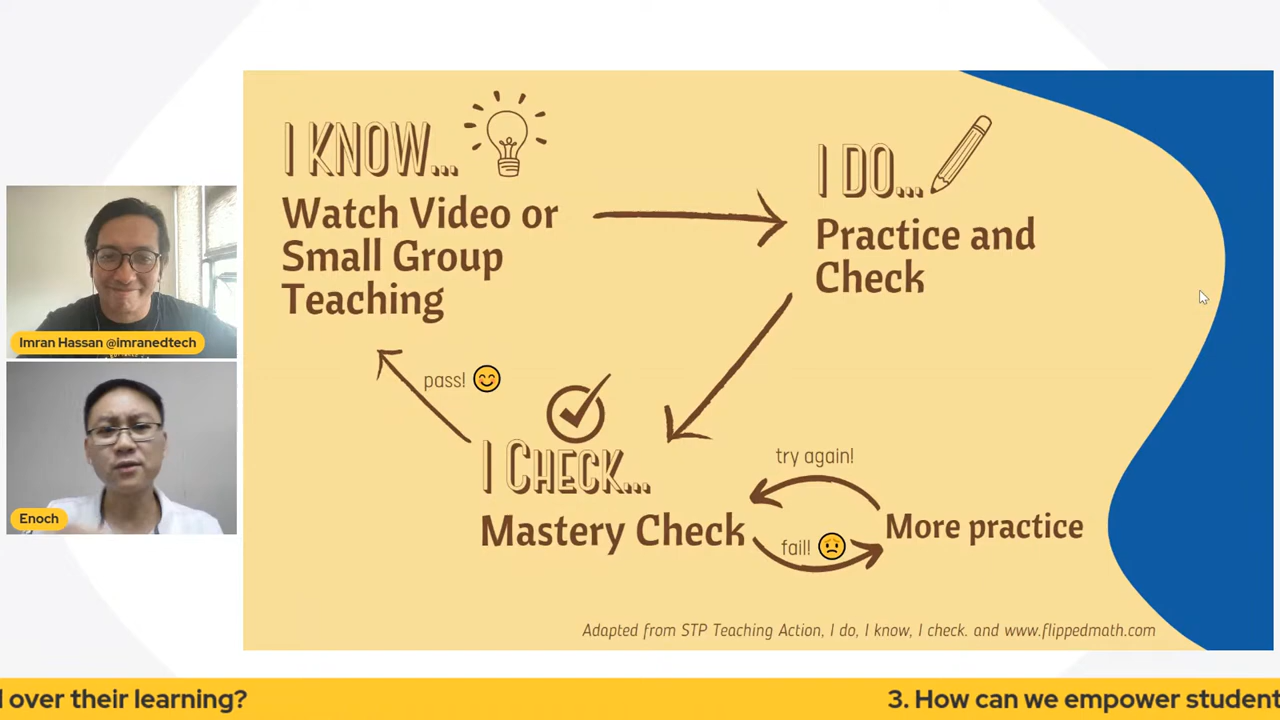 I KNOW...
Watch Video or
Small Group
Teaching
I DO...
Practice and
Check
pass!
I CHECK...
Mastery Check
try again!
fail!
More practice
Adapted from STP Teaching Action, I do, I know, I check. and www.flippedmath.com
Imran Hassan @imranedtech
Enoch
over their learning?
3. How can we empower student